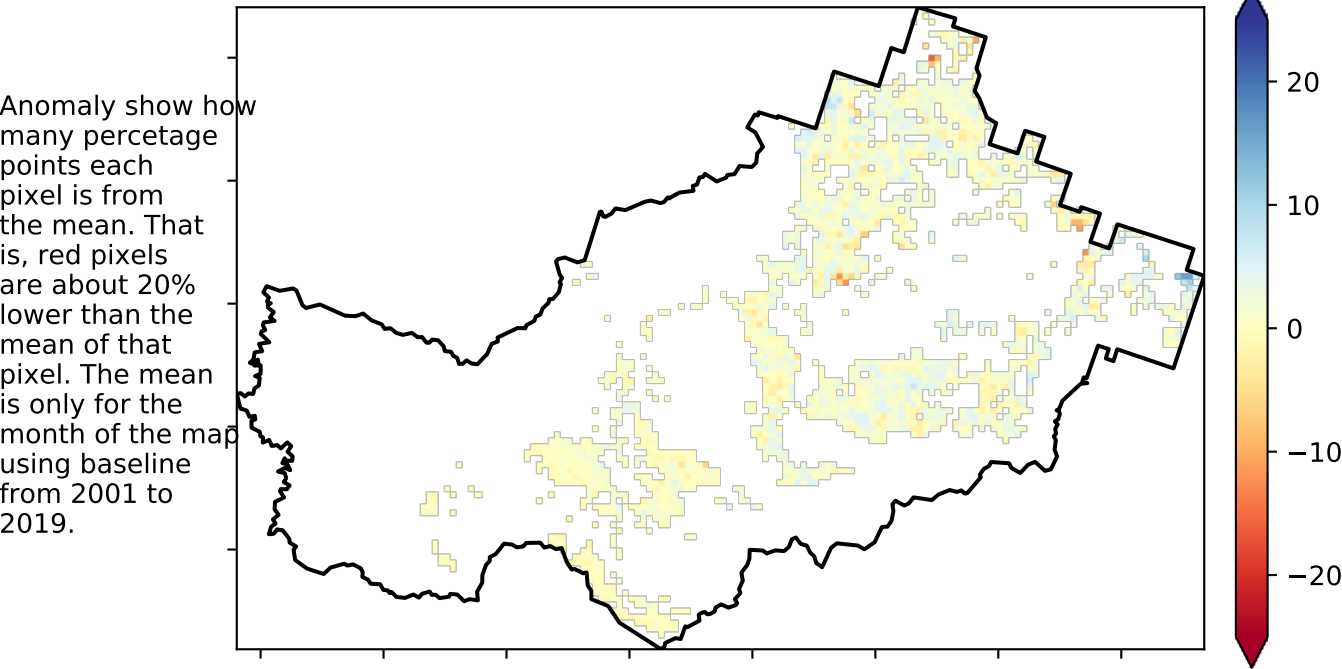 Anomaly show how
many percetage
points each
pixel is from
the mean. That
is, red pixels
are about 20%
lower than the
mean of that
pixel. The mean
is only for the
month of the map
using baseline
from 2001 to
2019.
20
10
0
−10
−20